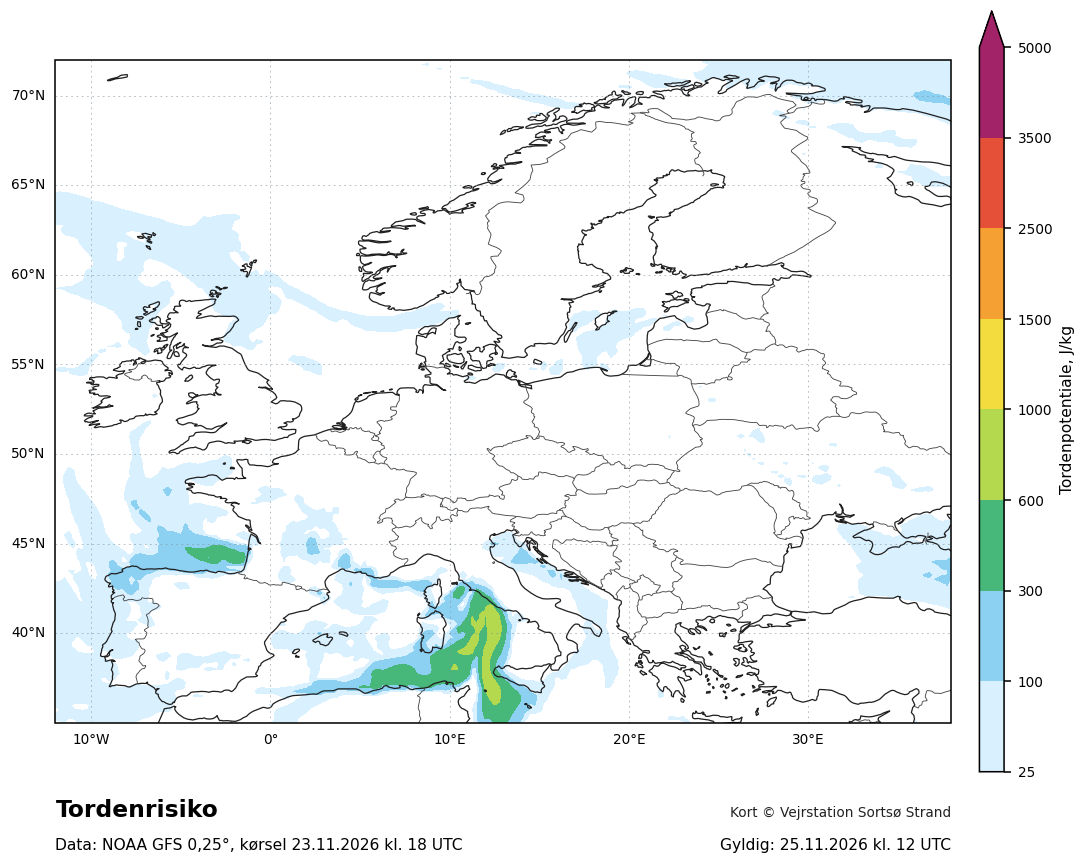 70°N
65°N
60°N
55°N
50°N
45°N
40°N
10°W
0°
10°E
20°E
30°E
5000
3500
2500
1500
1000
600
300
100
25
Tordenpotentiale, J/kg
Tordenrisiko
Kort © Vejrstation Sortsø Strand
Data: NOAA GFS 0,25°, kørsel 23.11.2026 kl. 18 UTC
Gyldig: 25.11.2026 kl. 12 UTC